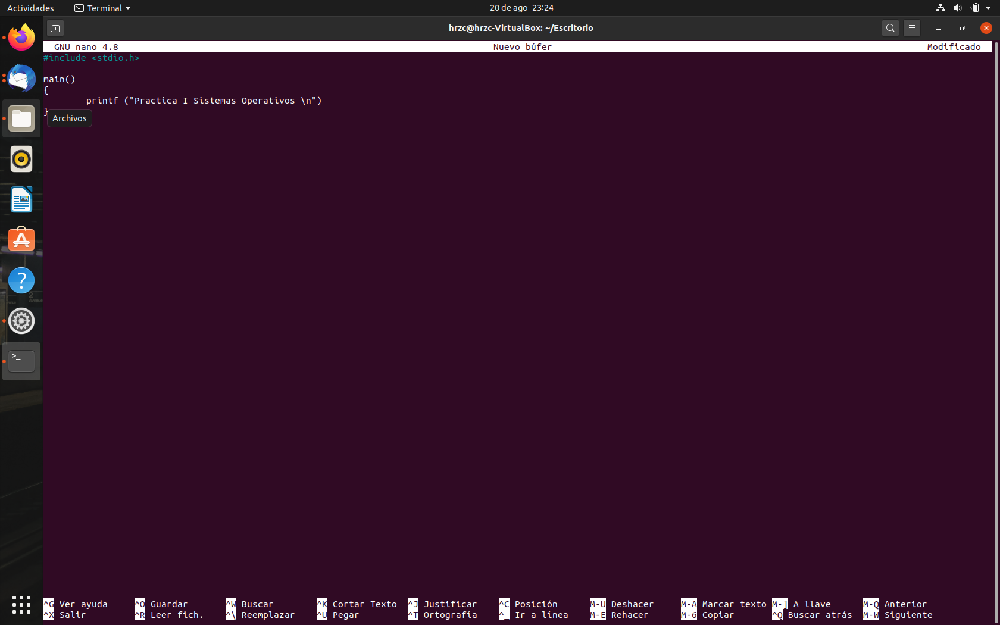 Actividades Terminal 20 de ago 23:24
hrzc@hrzc-VirtualBox: ~/Escritorio
GNU nano 4.8 Nuevo búfer Modificado
#include <stdio.h>
main()
{
printf ("Practica I Sistemas Operativos \n")
}
Archivos
^G Ver ayuda ^O Guardar ^W Buscar ^K Cortar Texto ^J Justificar ^C Posición M-U Deshacer M-A Marcar texto M-] A llave M-Q Anterior
^X Salir ^R Leer fich. ^\ Reemplazar ^U Pegar ^T Ortografía ^_ Ir a línea M-E Rehacer M-6 Copiar ^Q Buscar atrás M-W Siguiente